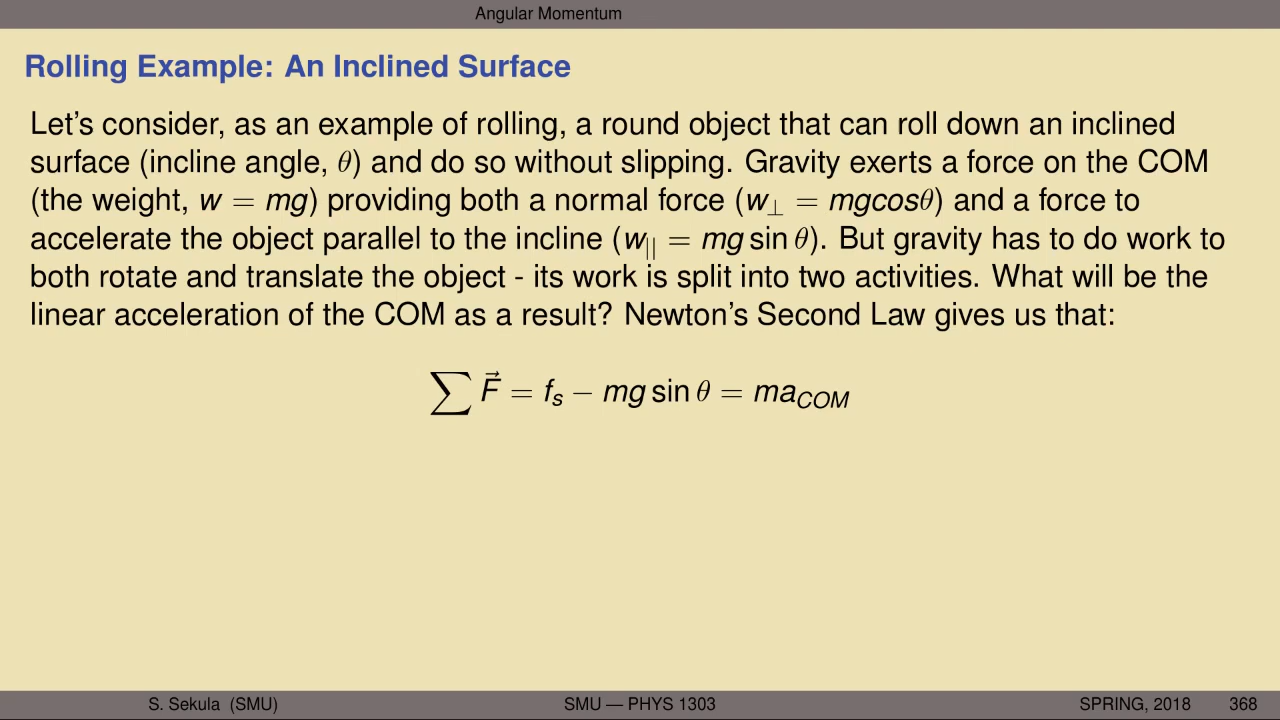 Angular Momentum
Rolling Example: An Inclined Surface
Let's consider, as an example of rolling, a round object that can roll down an inclined
surface (incline angle, θ) and do so without slipping. Gravity exerts a force on the COM
(the weight, w = mg) providing both a normal force (w⊥ = mgcosθ) and a force to
accelerate the object parallel to the incline (w|| = mg sin θ). But gravity has to do work to
both rotate and translate the object - its work is split into two activities. What will be the
linear acceleration of the COM as a result? Newton's Second Law gives us that:
∑ F⃗ = fs − mg sin θ = maCOM
S. Sekula (SMU) SMU — PHYS 1303 SPRING, 2018 368